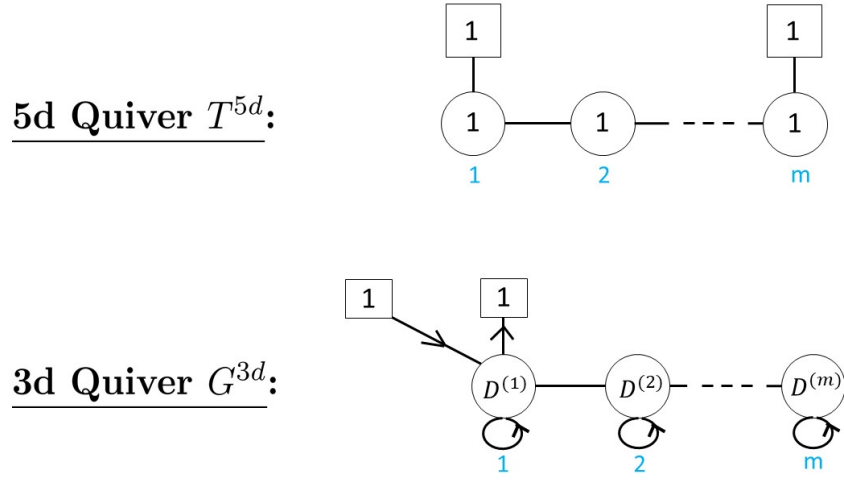 1 1
5d Quiver T^{5d}:
1 1 1
1 2 m
1 1
3d Quiver G^{3d}:
D^{(1)} D^{(2)} D^{(m)}
1 2 m